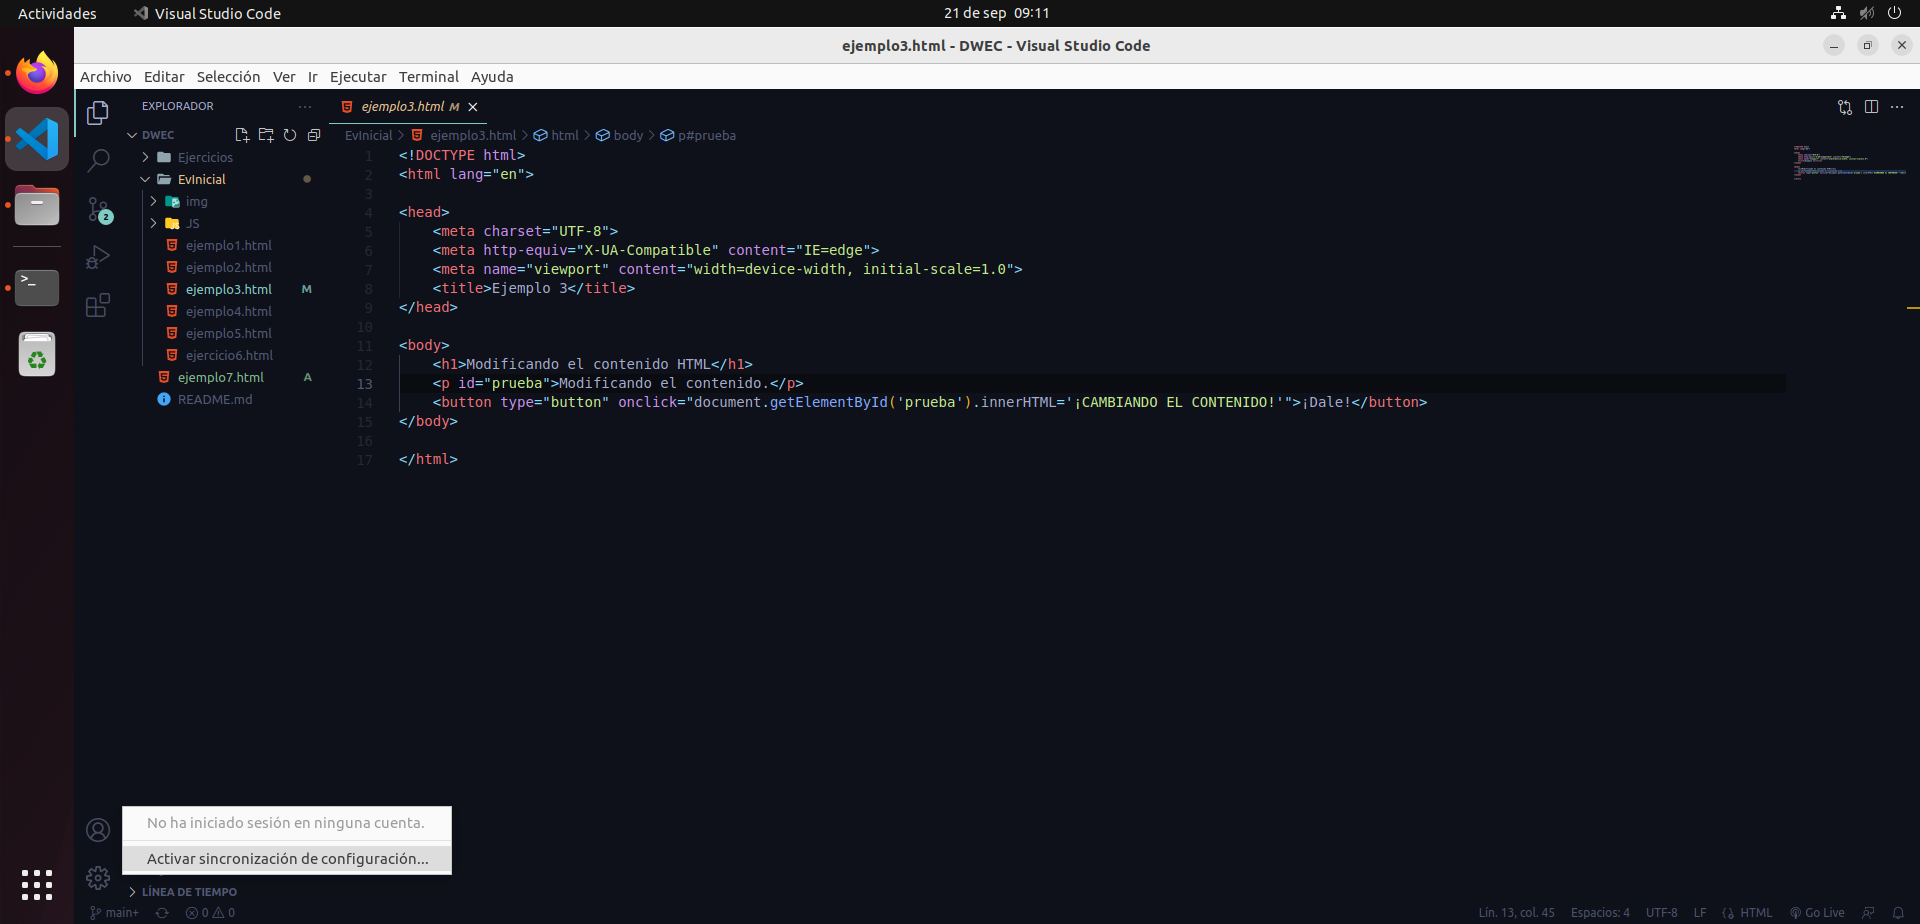 Actividades Visual Studio Code 21 de sep 09:11
ejemplo3.html - DWEC - Visual Studio Code
Archivo Editar Selección Ver Ir Ejecutar Terminal Ayuda
EXPLORADOR
DWEC
Ejercicios
EvInicial
img
JS
ejemplo1.html
ejemplo2.html
ejemplo3.html M
ejemplo4.html
ejemplo5.html
ejercicio6.html
ejemplo7.html A
README.md
ejemplo3.html M
EvInicial > ejemplo3.html > html > body > p#prueba
1 <!DOCTYPE html>
2 <html lang="en">
3
4 <head>
5 <meta charset="UTF-8">
6 <meta http-equiv="X-UA-Compatible" content="IE=edge">
7 <meta name="viewport" content="width=device-width, initial-scale=1.0">
8 <title>Ejemplo 3</title>
9 </head>
10
11 <body>
12 <h1>Modificando el contenido HTML</h1>
13 <p id="prueba">Modificando el contenido.</p>
14 <button type="button" onclick="document.getElementById('prueba').innerHTML='¡CAMBIANDO EL CONTENIDO!'">¡Dale!</button>
15 </body>
16
17 </html>
2
No ha iniciado sesión en ninguna cuenta.
Activar sincronización de configuración...
LÍNEA DE TIEMPO
main+ 0 0 Lín. 13, col. 45 Espacios: 4 UTF-8 LF HTML Go Live